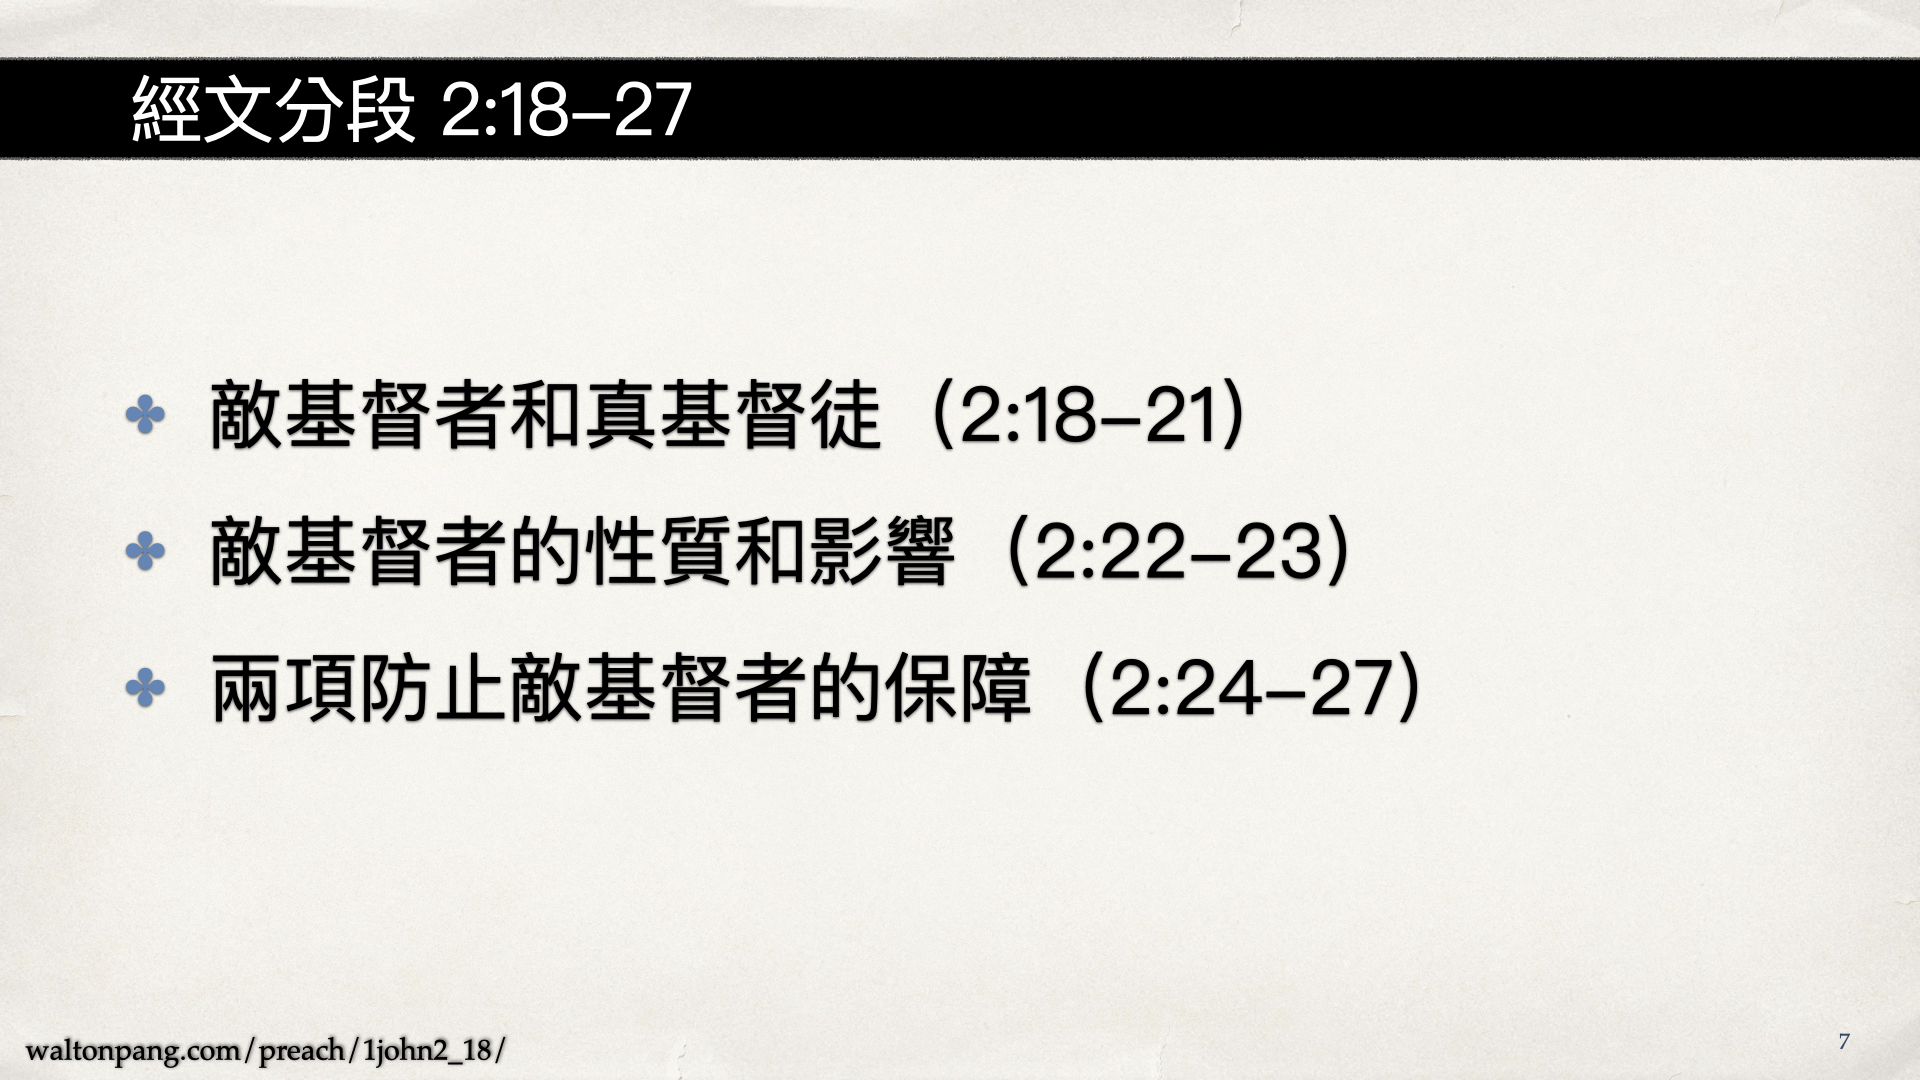 經文分段 2:18–27
敵基督者和真基督徒（2:18–21）
敵基督者的性質和影響（2:22–23）
兩項防止敵基督者的保障（2:24–27）
waltonpang.com/preach/1john2_18/
7